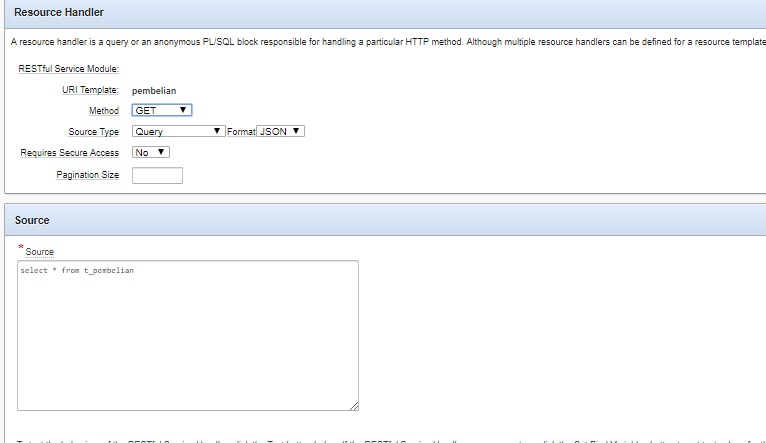 Resource Handler
A resource handler is a query or an anonymous PL/SQL block responsible for handling a particular HTTP method. Although multiple resource handlers can be defined for a resource template
RESTful Service Module:
URI Template: pembelian
Method GET
Source Type Query Format JSON
Requires Secure Access No
Pagination Size
Source
* Source
select * from t_pembelian